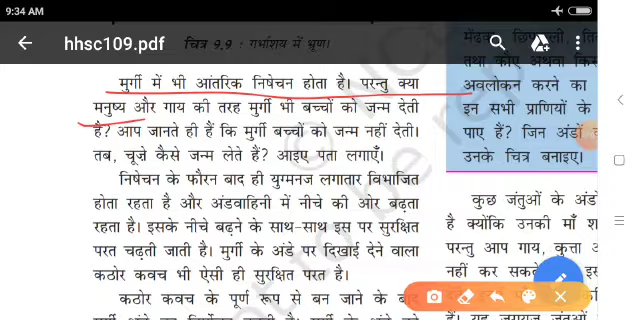 9:34 AM
hhsc109.pdf
चित्र 9.9 : गर्भाशय में भ्रूण।
मुर्गी में भी आंतरिक निषेचन होता है। परन्तु क्या
मनुष्य और गाय की तरह मुर्गी भी बच्चों को जन्म देती
है? आप जानते ही हैं कि मुर्गी बच्चों को जन्म नहीं देती।
तब, चूज़े कैसे जन्म लेते हैं? आइए पता लगाएँ।
निषेचन के फौरन बाद ही युग्मनज लगातार विभाजित
होता रहता है और अंडवाहिनी में नीचे की ओर बढ़ता
रहता है। इसके नीचे बढ़ने के साथ-साथ इस पर सुरक्षित
परत चढ़ती जाती है। मुर्गी के अंडे पर दिखाई देने वाला
कठोर कवच भी ऐसी ही सुरक्षित परत है।
कठोर कवच के पूर्ण रूप से बन जाने के बाद
तथा कौए अथवा
अवलोकन करने का
इन सभी प्राणियों के
पाए हैं? जिन अंडों
उनके चित्र बनाइए।
कुछ जंतुओं के अंडों
है क्योंकि उनकी माँ
परन्तु आप गाय, कुत्ता
नहीं कर सकते